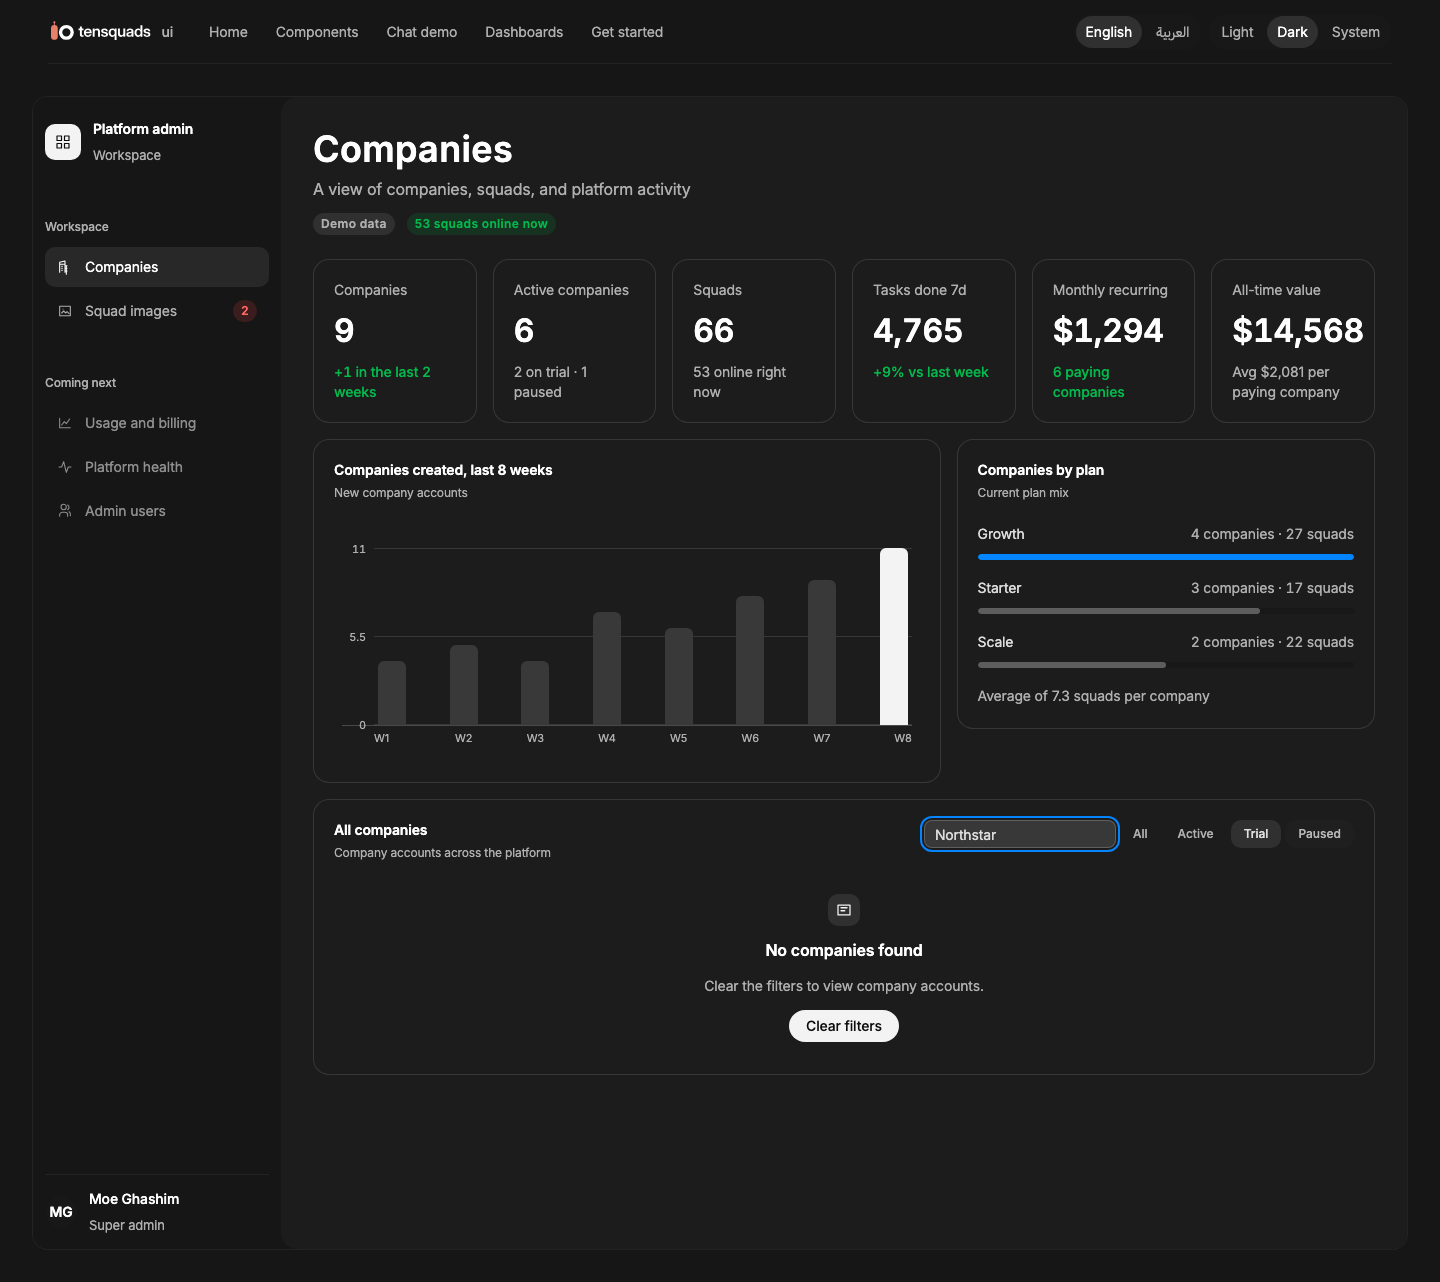 tensquads ui
Home
Components
Chat demo
Dashboards
Get started
English
العربية
Light
Dark
System
Platform admin
Workspace
Workspace
Companies
Squad images
2
Coming next
Usage and billing
Platform health
Admin users
MG
Moe Ghashim
Super admin
Companies
A view of companies, squads, and platform activity
Demo data
53 squads online now
Companies
9
+1 in the last 2
weeks
Active companies
6
2 on trial · 1
paused
Squads
66
53 online right
now
Tasks done 7d
4,765
+9% vs last week
Monthly recurring
$1,294
6 paying
companies
All-time value
$14,568
Avg $2,081 per
paying company
Companies created, last 8 weeks
New company accounts
11
5.5
0
W1
W2
W3
W4
W5
W6
W7
W8
Companies by plan
Current plan mix
Growth
4 companies · 27 squads
Starter
3 companies · 17 squads
Scale
2 companies · 22 squads
Average of 7.3 squads per company
All companies
Company accounts across the platform
Northstar
All
Active
Trial
Paused
No companies found
Clear the filters to view company accounts.
Clear filters